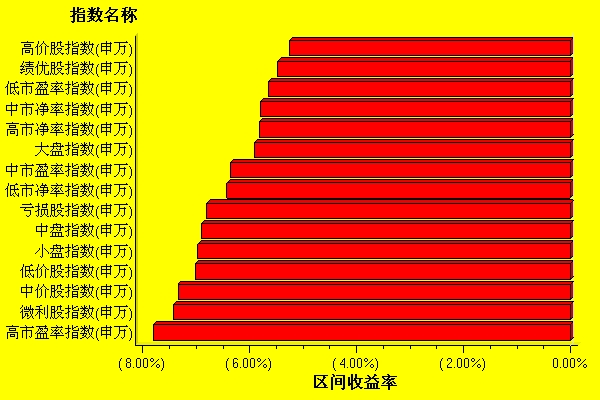 指数名称
高价股指数(申万)
绩优股指数(申万)
低市盈率指数(申万)
中市净率指数(申万)
高市净率指数(申万)
大盘指数(申万)
中市盈率指数(申万)
低市净率指数(申万)
亏损股指数(申万)
中盘指数(申万)
小盘指数(申万)
低价股指数(申万)
中价股指数(申万)
微利股指数(申万)
高市盈率指数(申万)
(8.00%) (6.00%) (4.00%) (2.00%) 0.00%
区间收益率